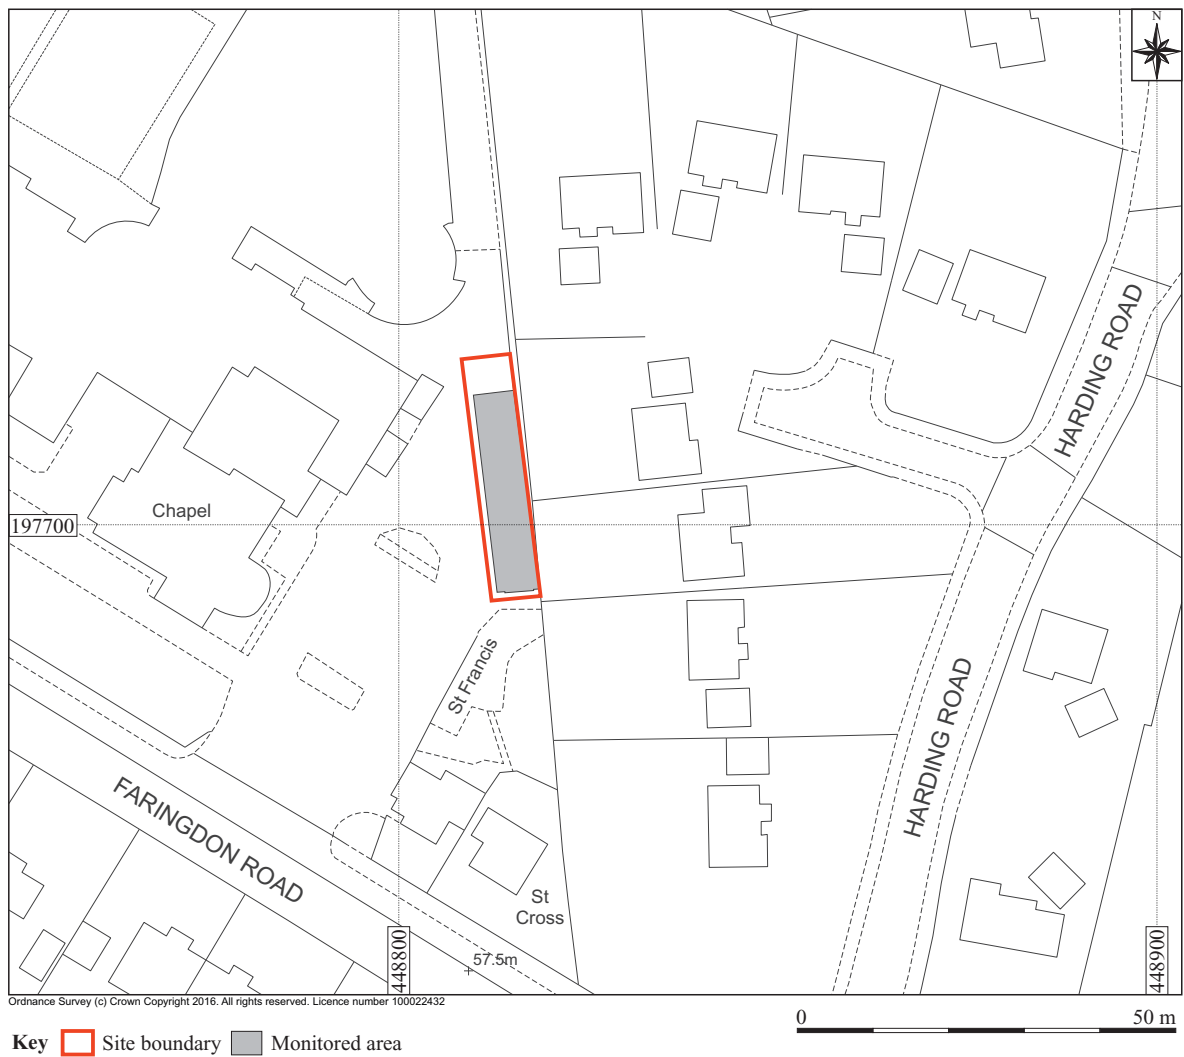 N
HARDING ROAD
Chapel
197700
St Francis
HARDING ROAD
FARINGDON ROAD
St
Cross
448800
57.5m
448900
Ordnance Survey (c) Crown Copyright 2016. All rights reserved. Licence number 100022432
Key Site boundary Monitored area
0 50 m